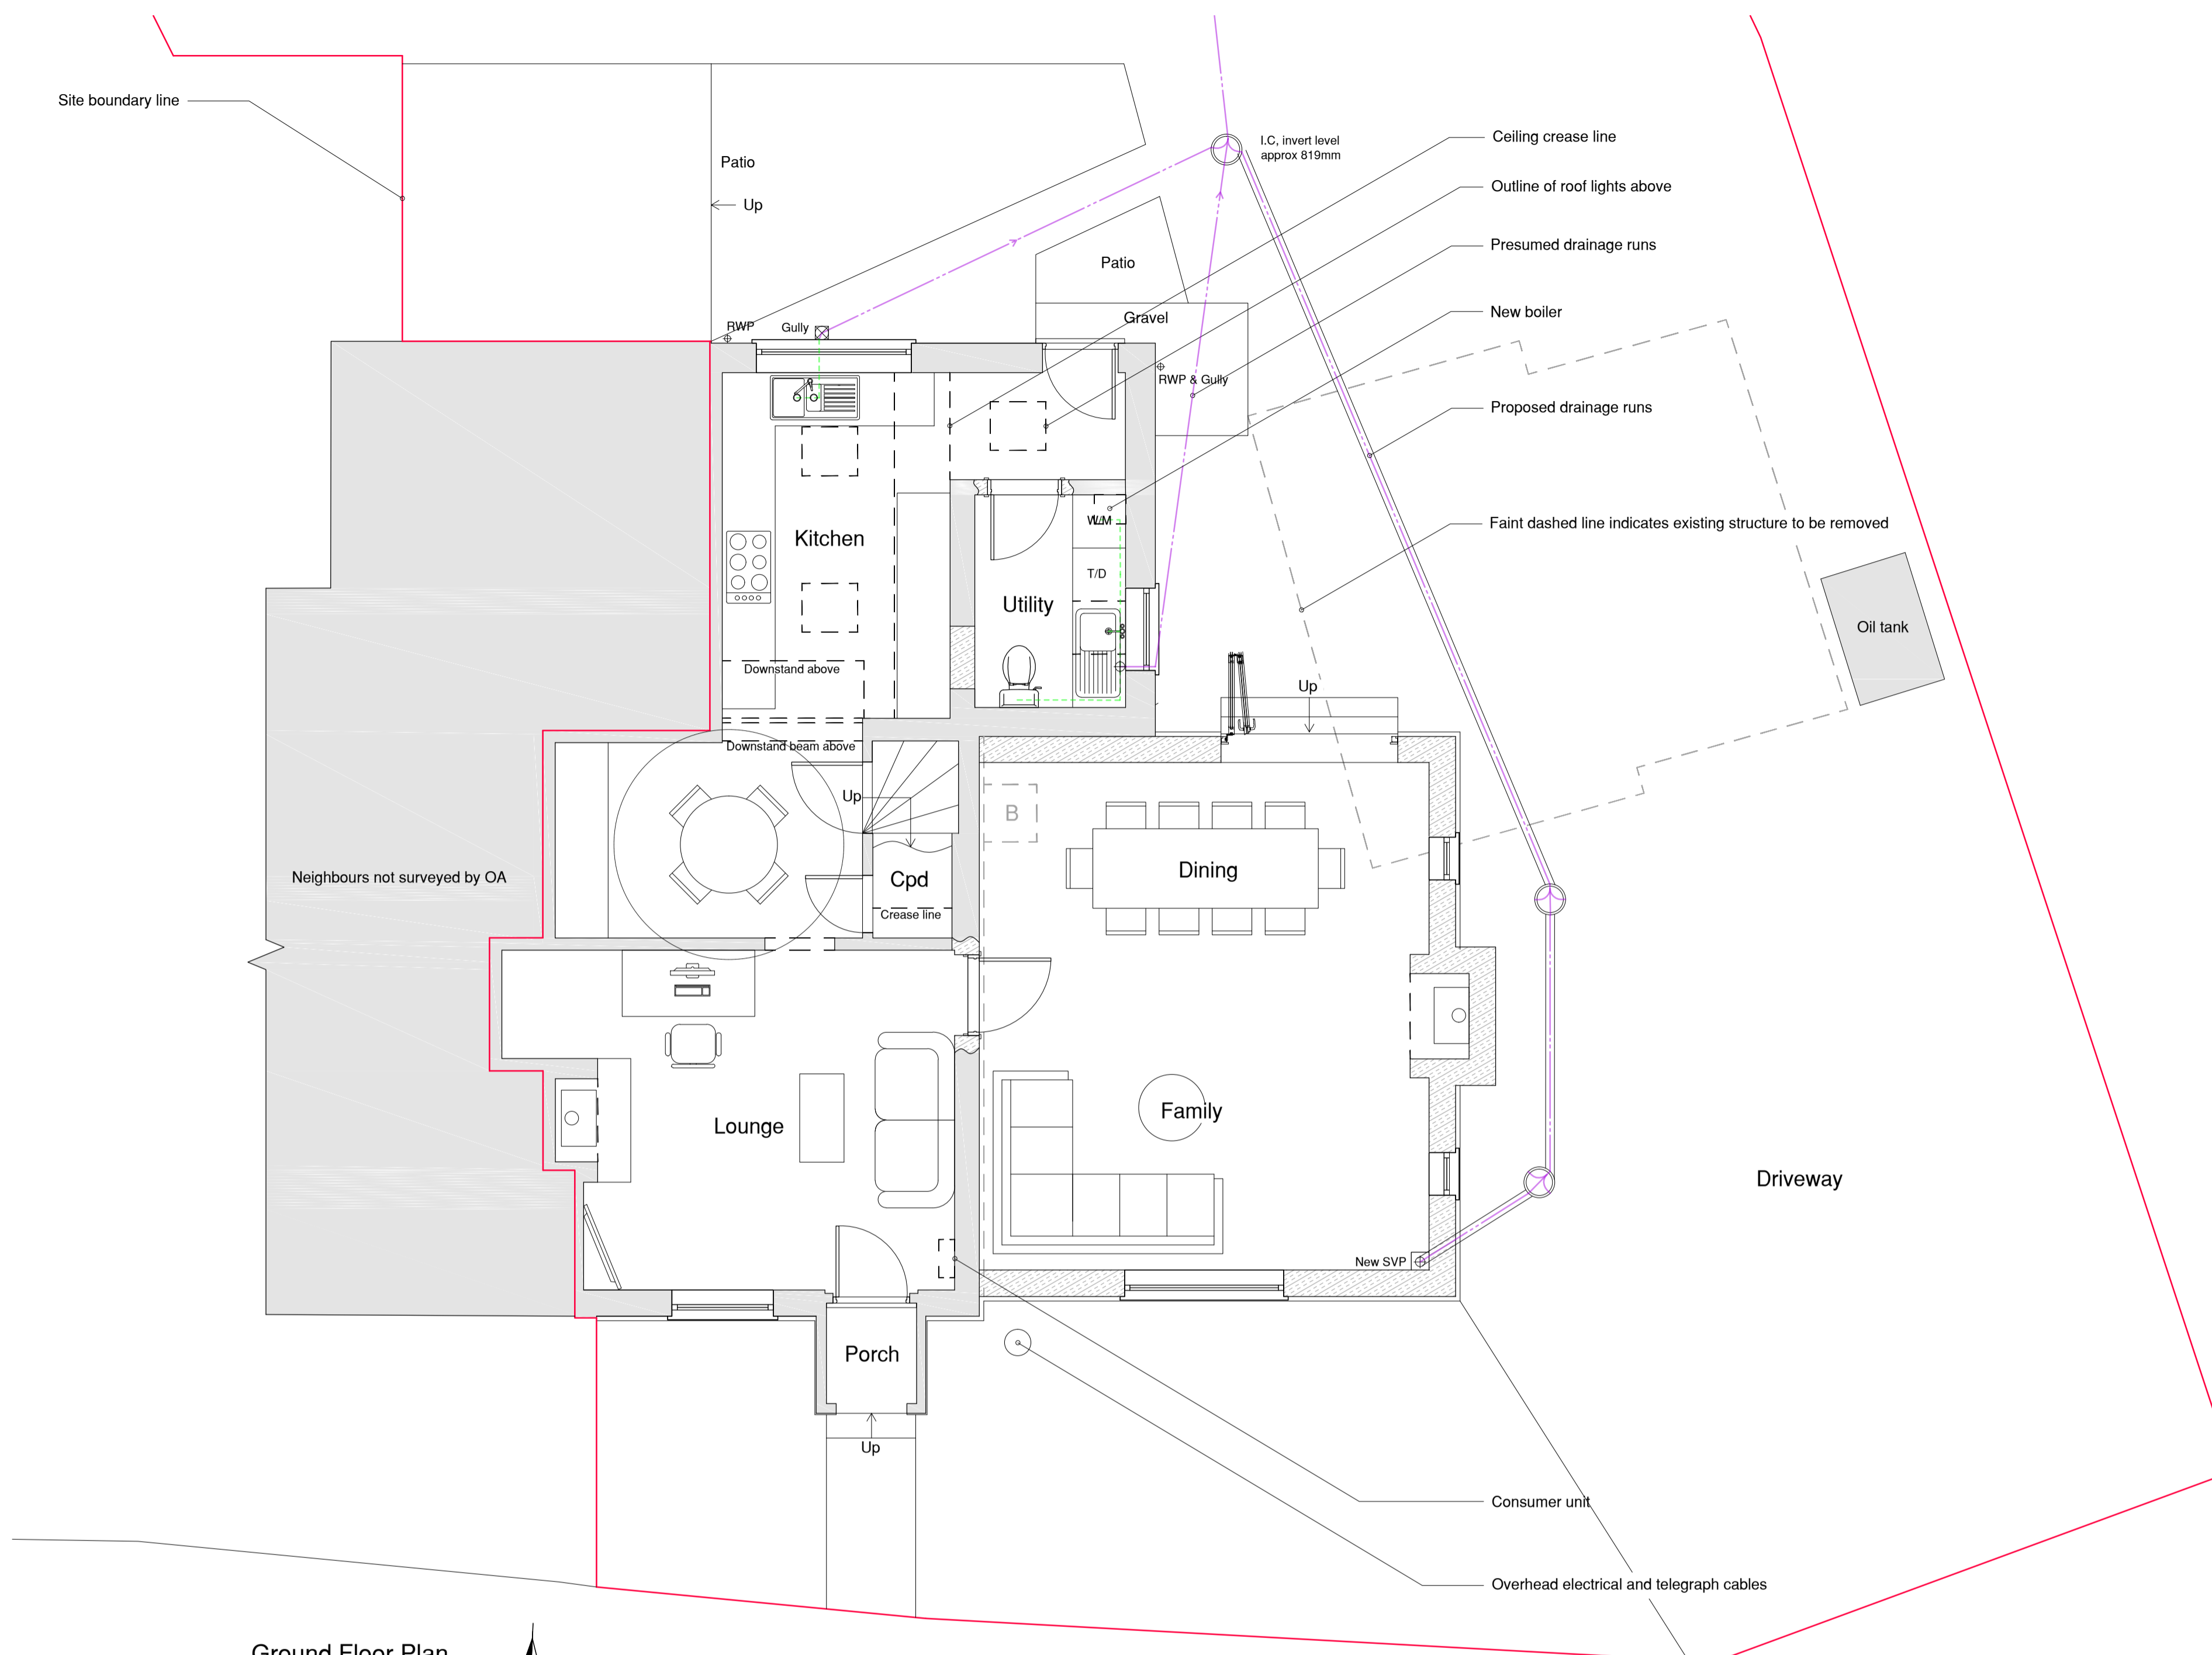 Site boundary line
Patio
Up
I.C, invert level
approx 819mm
Ceiling crease line
Outline of roof lights above
Presumed drainage runs
New boiler
Proposed drainage runs
Faint dashed line indicates existing structure to be removed
Patio
Gravel
RWP
Gully
RWP & Gully
W/M
T/D
Kitchen
Utility
Oil tank
Downstand above
Up
Downstand beam above
Up
B
Dining
Cpd
Crease line
Neighbours not surveyed by OA
Family
Lounge
Driveway
New SVP
Porch
Up
Consumer unit
Overhead electrical and telegraph cables
Ground Floor Plan